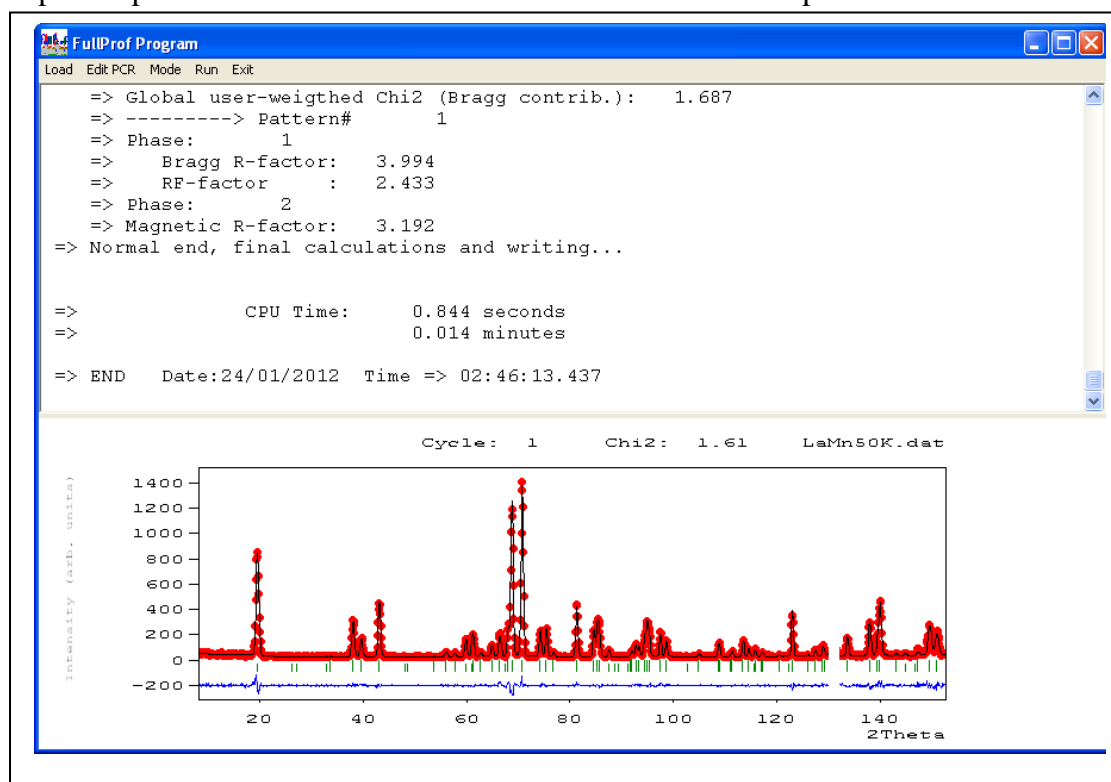 FullProf Program
Load Edit PCR Mode Run Exit
=> Global user-weigthed Chi2 (Bragg contrib.): 1.687
=> ---------> Pattern# 1
=> Phase: 1
=> Bragg R-factor: 3.994
=> RF-factor : 2.433
=> Phase: 2
=> Magnetic R-factor: 3.192
=> Normal end, final calculations and writing...
=> CPU Time: 0.844 seconds
=> 0.014 minutes
=> END Date:24/01/2012 Time => 02:46:13.437
Cycle: 1 Chi2: 1.61 LaMn50K.dat
Intensity (arb. units)
1400
1200
1000
800
600
400
200
0
-200
20 40 60 80 100 120 140
2Theta